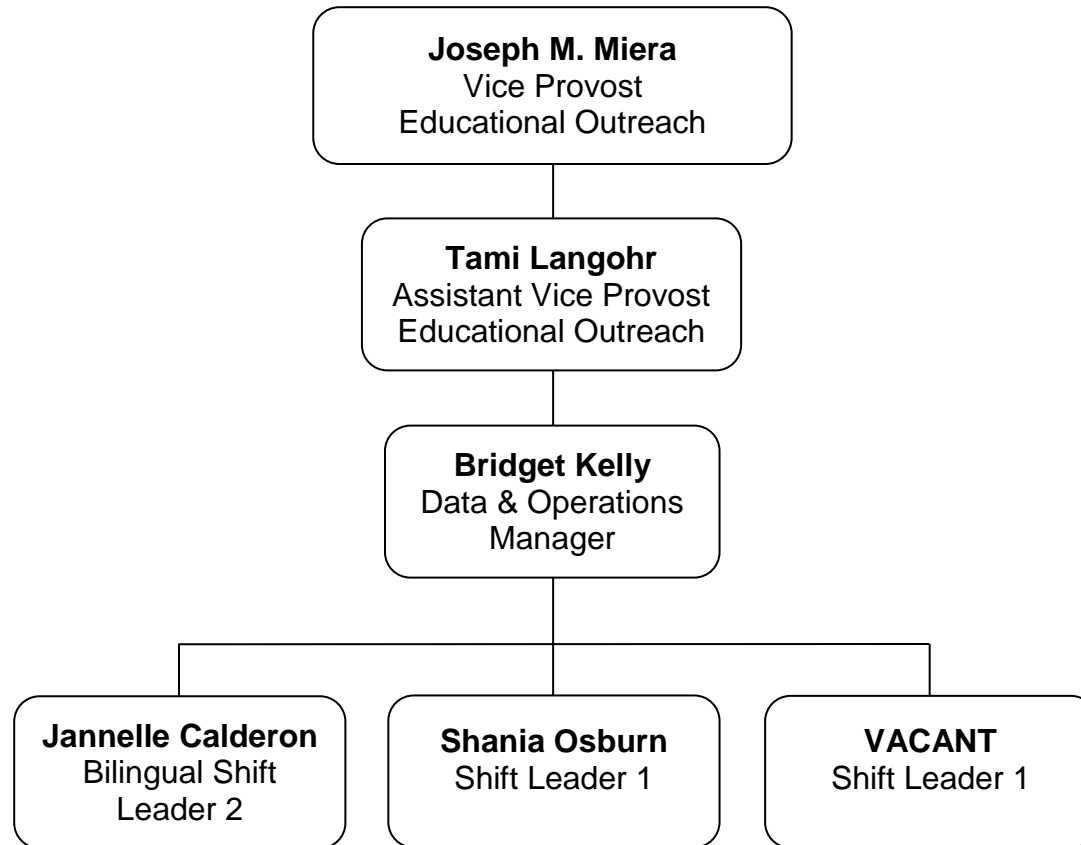 Joseph M. Miera
Vice Provost
Educational Outreach
Tami Langohr
Assistant Vice Provost
Educational Outreach
Bridget Kelly
Data & Operations
Manager
Jannelle Calderon
Bilingual Shift
Leader 2
Shania Osburn
Shift Leader 1
VACANT
Shift Leader 1